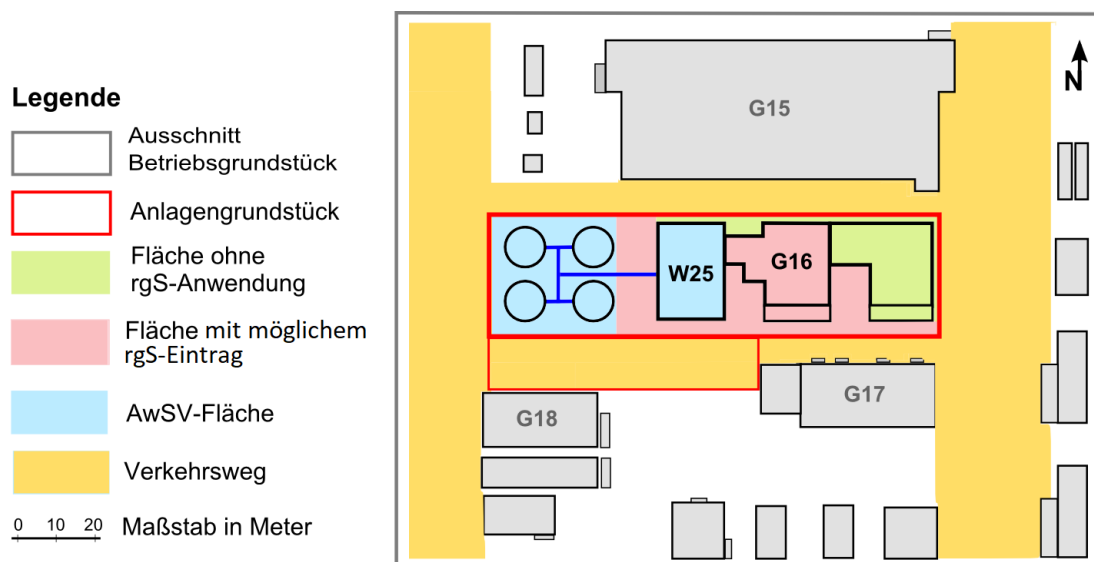 Legende
Ausschnitt
Betriebsgrundstück
Anlagengrundstück
Fläche ohne
rgS-Anwendung
Fläche mit möglichem
rgS-Eintrag
AwSV-Fläche
Verkehrsweg
0 10 20
Maßstab in Meter
N
G15
W25
G16
G17
G18